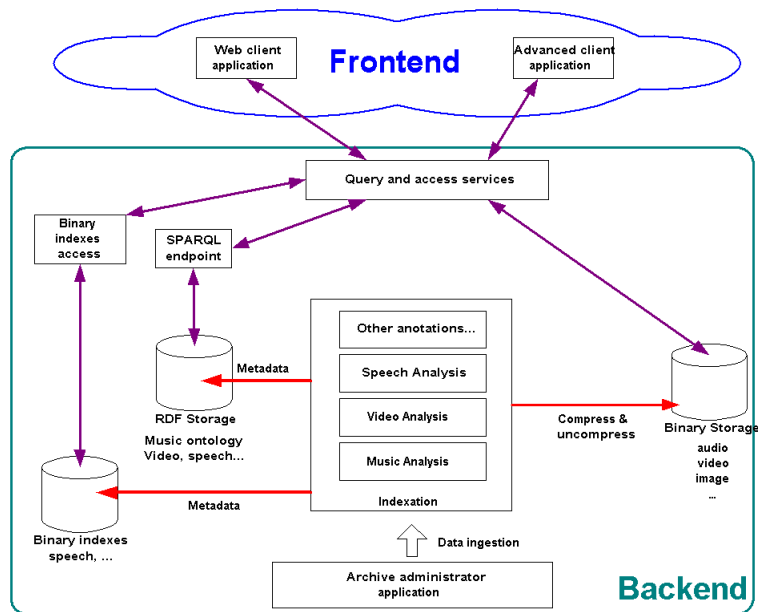 Web client
application
Frontend
Advanced client
application
Query and access services
Binary
indexes
access
SPARQL
endpoint
Other anotations...
Speech Analysis
Video Analysis
Music Analysis
Indexation
Metadata
RDF Storage
Music ontology
Video, speech...
Compress &
uncompress
Binary Storage
audio
video
image
...
Metadata
Binary indexes
speech, ...
Data ingestion
Archive administrator
application
Backend